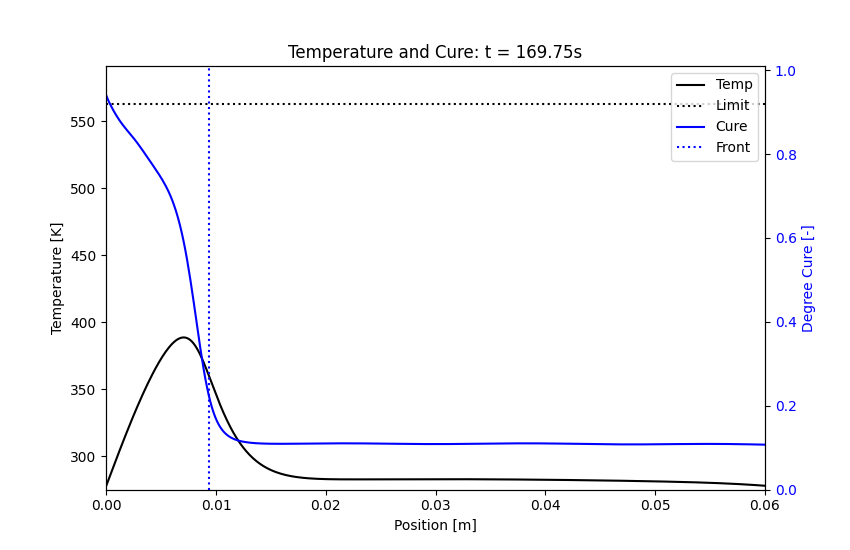 Temperature and Cure: t = 169.75s
Temp
Limit
Cure
Front
Temperature [K]
550
500
450
400
350
300
Degree Cure [-]
1.0
0.8
0.6
0.4
0.2
0.0
0.00 0.01 0.02 0.03 0.04 0.05 0.06
Position [m]